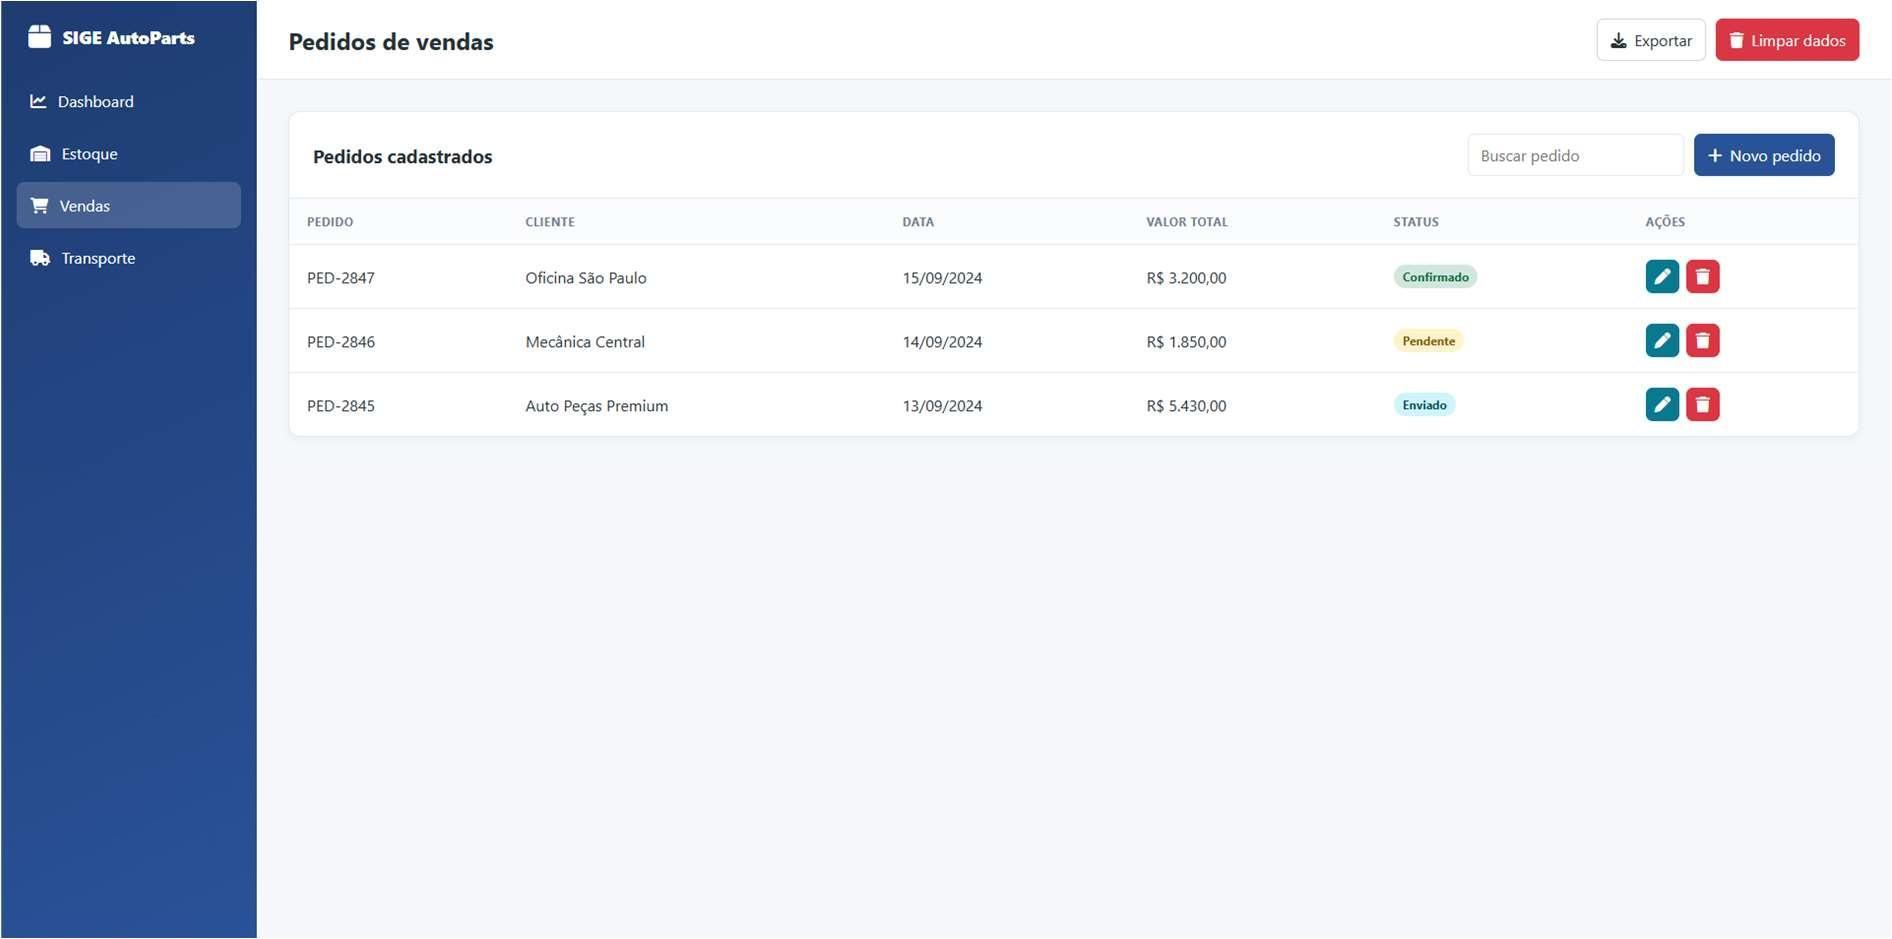 SIGE AutoParts
Dashboard
Estoque
Vendas
Transporte
Pedidos de vendas
Exportar
Limpar dados
Pedidos cadastrados
Buscar pedido
+ Novo pedido
PEDIDO CLIENTE DATA VALOR TOTAL STATUS AÇÕES
PED-2847 Oficina São Paulo 15/09/2024 R$ 3.200,00 Confirmado
PED-2846 Mecânica Central 14/09/2024 R$ 1.850,00 Pendente
PED-2845 Auto Peças Premium 13/09/2024 R$ 5.430,00 Enviado